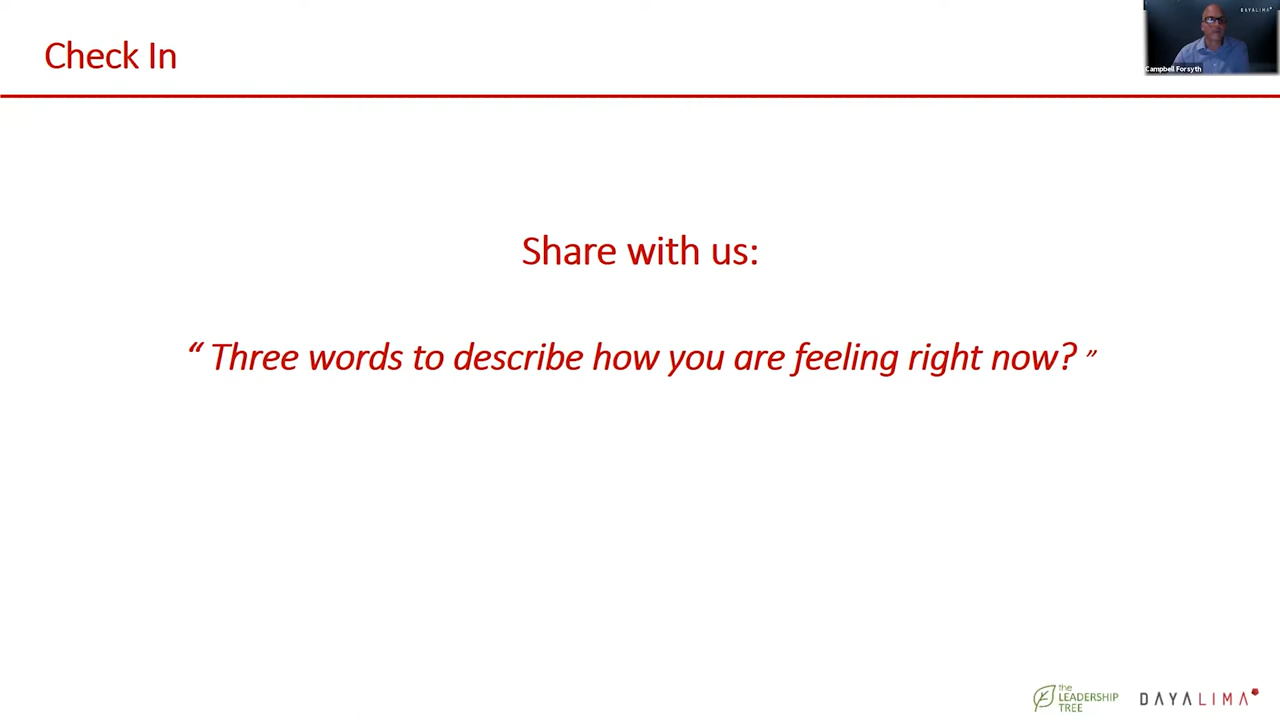 Check In
DAYALIMA
Campbell Forsyth
Share with us:
“ Three words to describe how you are feeling right now? ”
the
LEADERSHIP
TREE
DAYALIMA